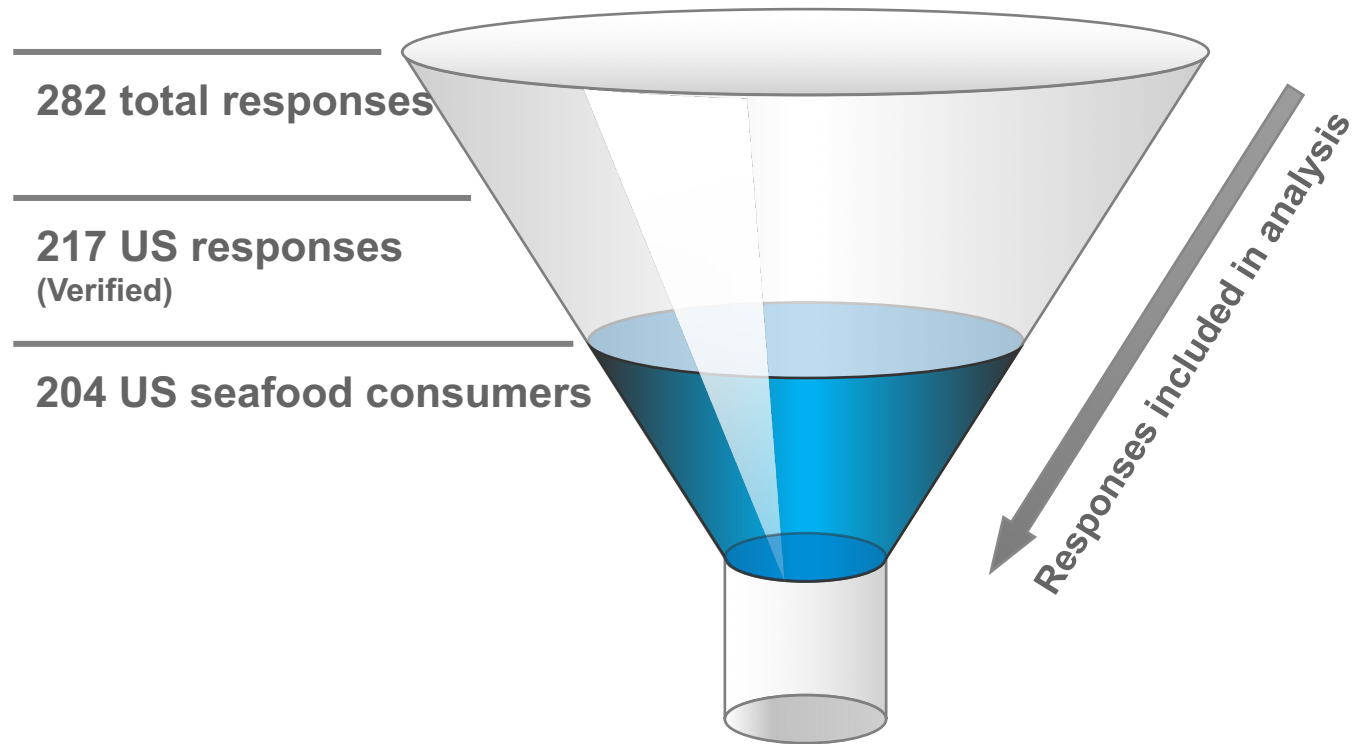 282 total responses
217 US responses
(Verified)
204 US seafood consumers
Responses included in analysis